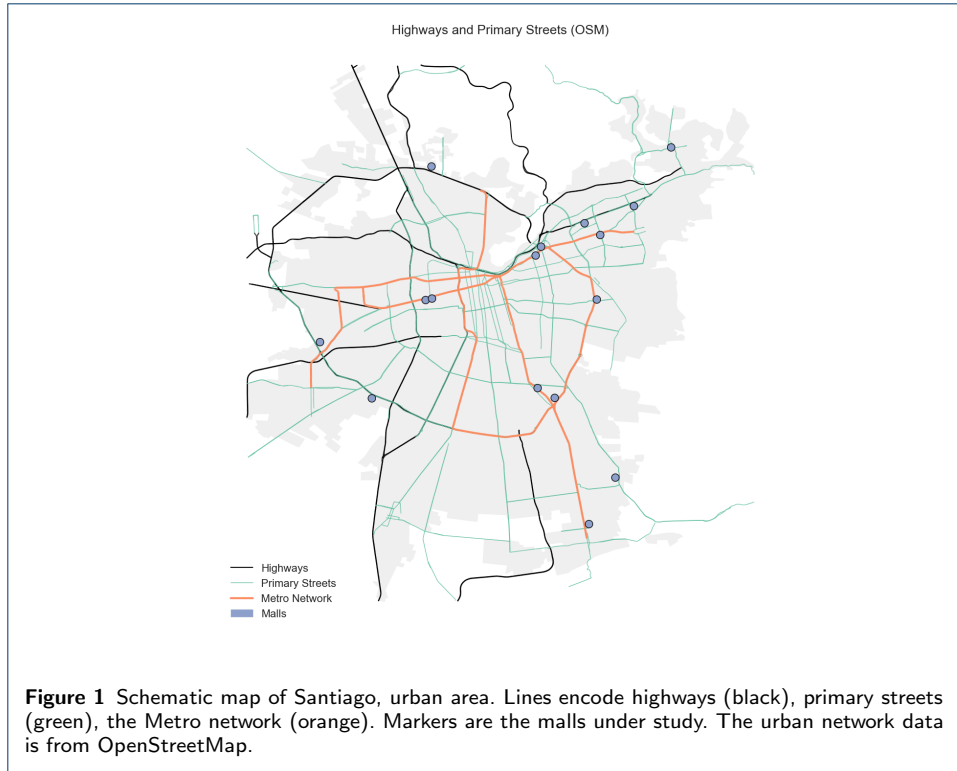 Highways and Primary Streets (OSM)
Highways
Primary Streets
Metro Network
Malls
Figure 1 Schematic map of Santiago, urban area. Lines encode highways (black), primary streets
(green), the Metro network (orange). Markers are the malls under study. The urban network data
is from OpenStreetMap.